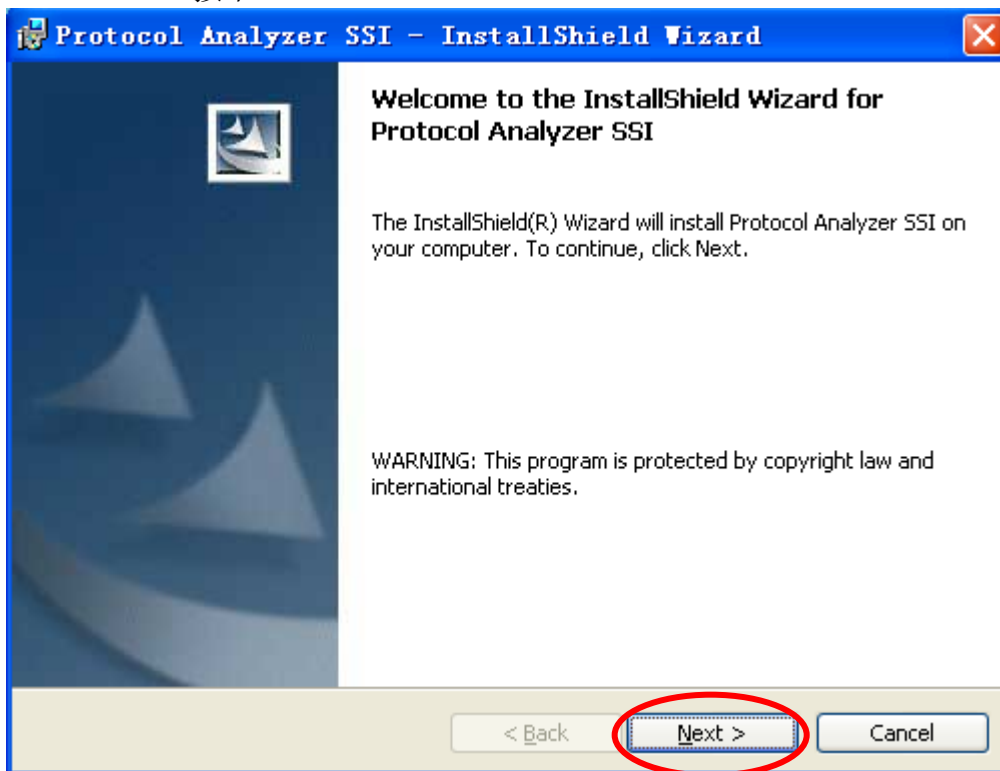 Protocol Analyzer SSI - InstallShield Wizard
Welcome to the InstallShield Wizard for
Protocol Analyzer SSI
The InstallShield(R) Wizard will install Protocol Analyzer SSI on
your computer. To continue, click Next.
WARNING: This program is protected by copyright law and
international treaties.
< Back
Next >
Cancel